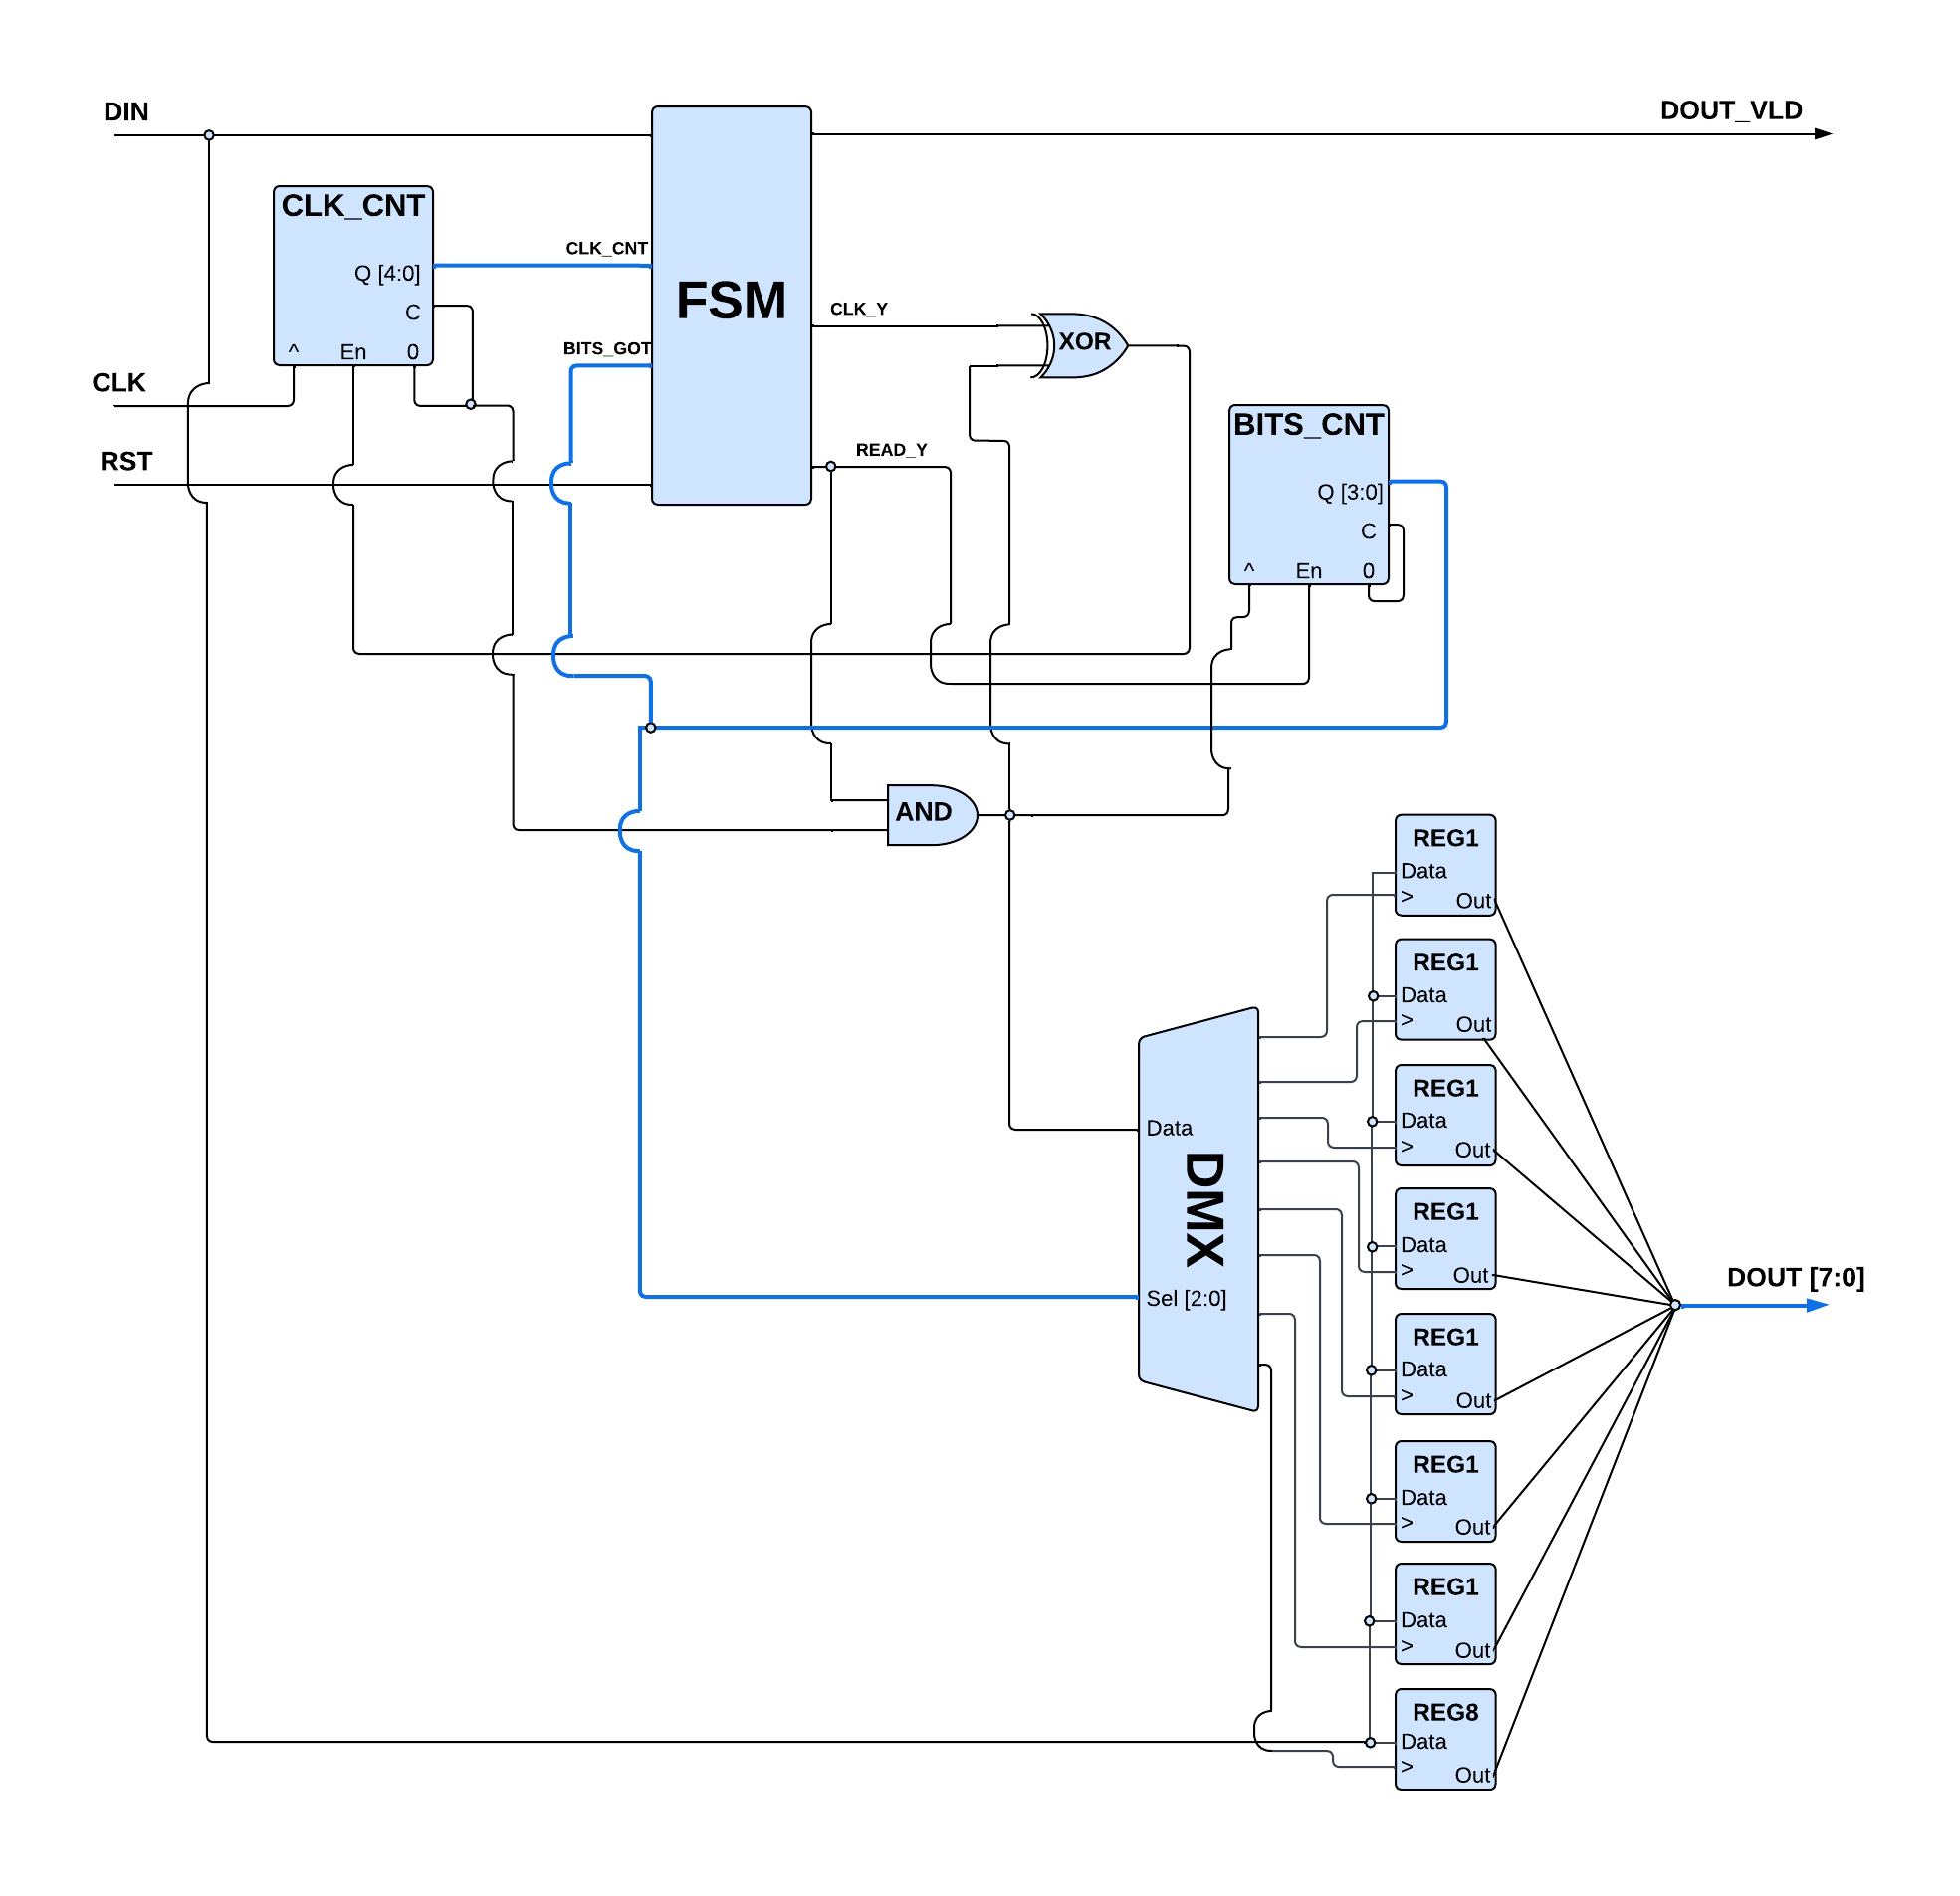 DIN
DOUT_VLD
CLK_CNT
Q [4:0]
C
^ En 0
CLK_CNT
FSM
BITS_GOT
CLK_Y
XOR
CLK
RST
READ_Y
BITS_CNT
Q [3:0]
C
^ En 0
AND
REG1
Data
>
Out
REG1
Data
>
Out
REG1
Data
>
Out
Data
DMX
Sel [2:0]
REG1
Data
>
Out
DOUT [7:0]
REG1
Data
>
Out
REG1
Data
>
Out
REG1
Data
>
Out
REG8
Data
>
Out